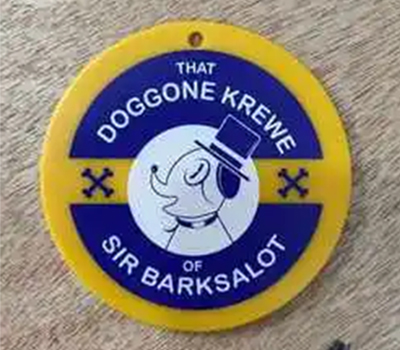 THAT
DOGGONE KREWE
OF
SIR BARKSALOT